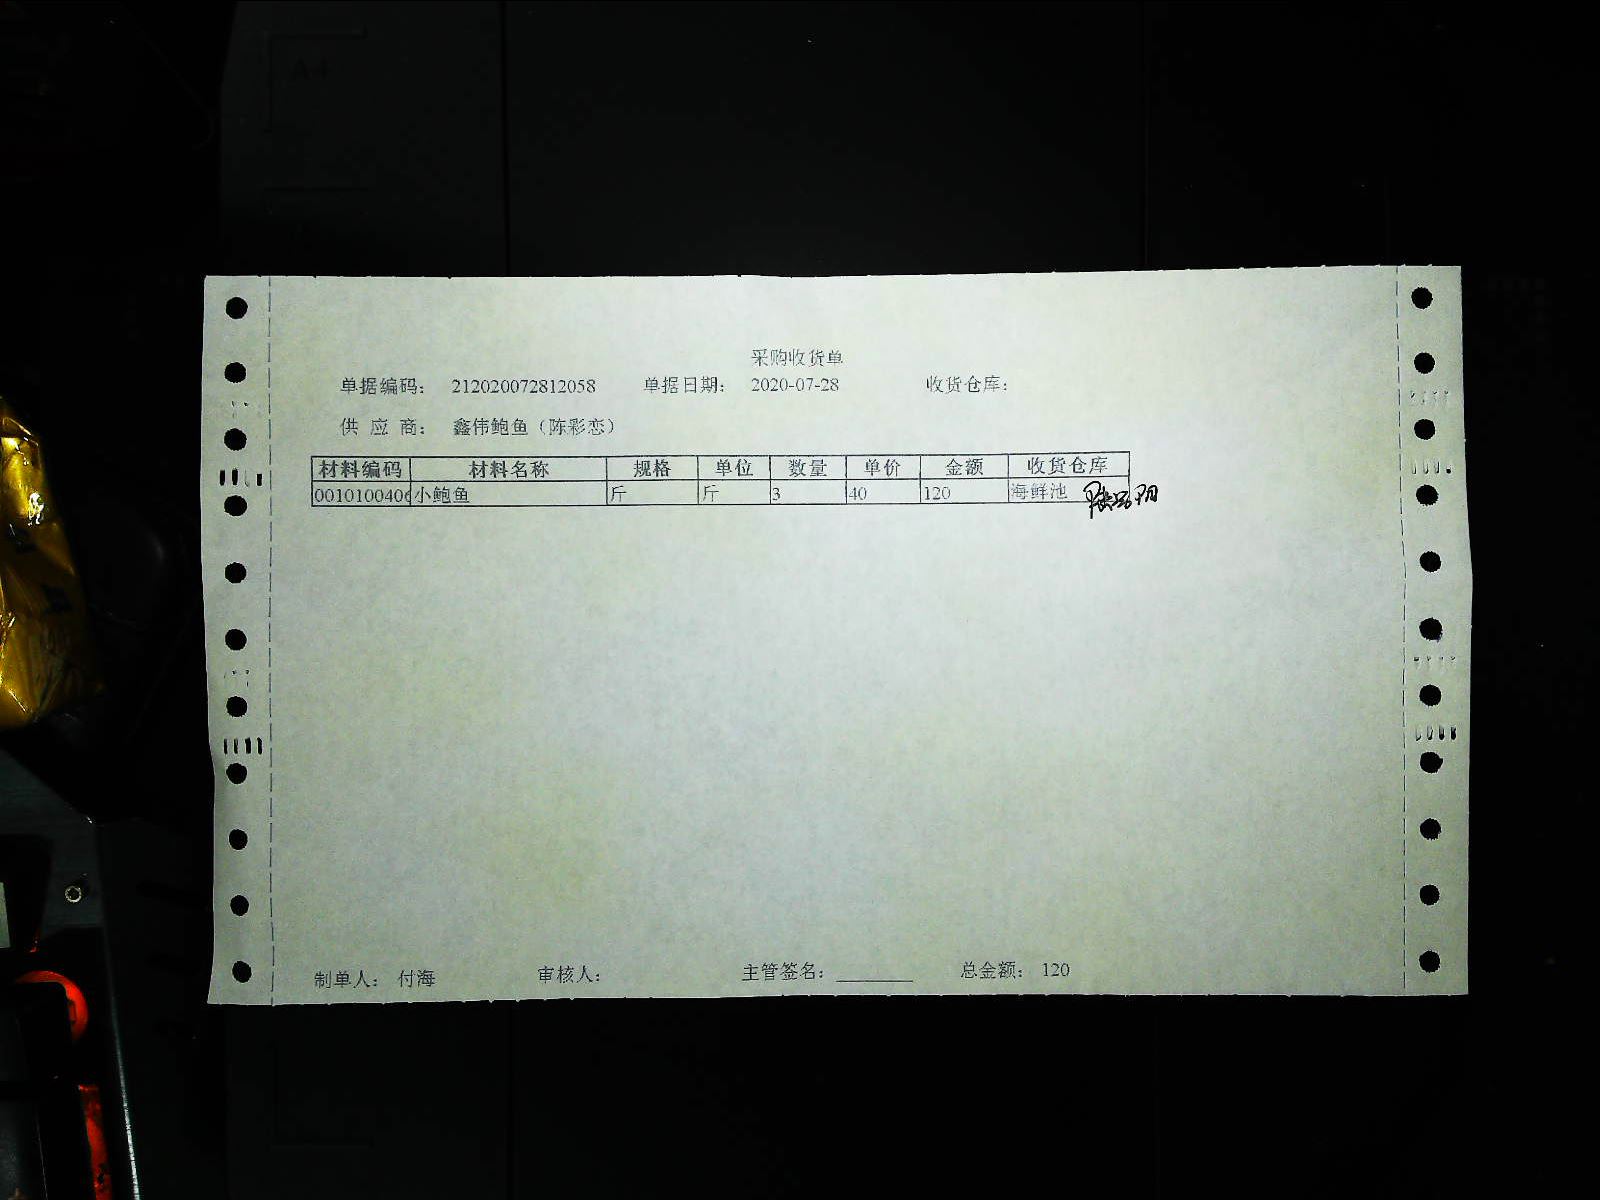 采购收货单
单据编码： 212020072812058 单据日期： 2020-07-28 收货仓库：
供 应 商： 鑫伟鲍鱼（陈彩恋）
材料编码 材料名称 规格 单位 数量 单价 金额 收货仓库
0010100406 小鲍鱼 斤 斤 3 40 120 海鲜池
制单人： 付海 审核人： 主管签名： 总金额： 120